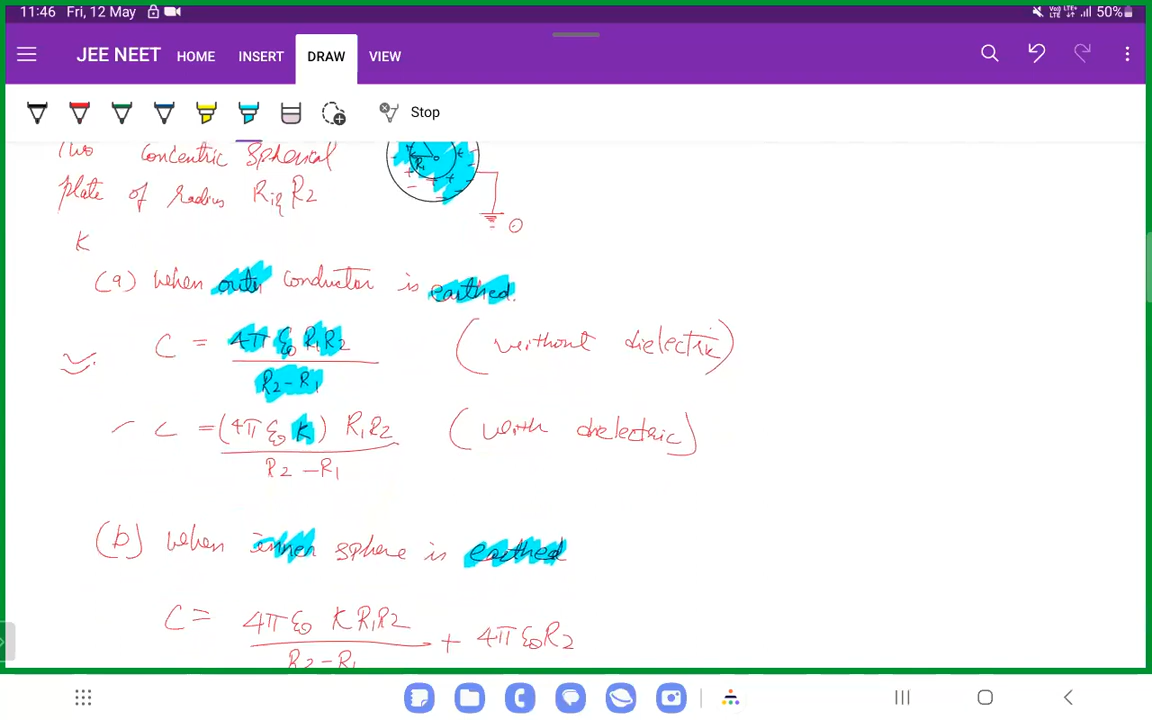 11:46 Fri, 12 May 50%
JEE NEET HOME INSERT DRAW VIEW
Stop
Two Concentric Spherical
plate of radius R1 & R2
R1
0
K
(a) when outer conductor is earthed.
C = 4π ε0 R1R2 / R2 - R1 (without dielectric)
C = (4π ε0 K) R1R2 / R2 - R1 (with dielectric)
(b) when inner sphere is earthed
C = 4π ε0 K R1R2 / R2 - R1 + 4π ε0 R2